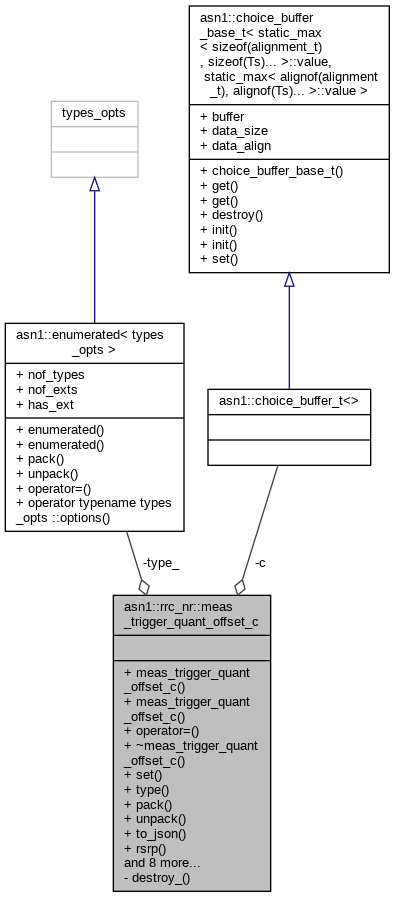 asn1::choice_buffer
_base_t< static_max
< sizeof(alignment_t)
, sizeof(Ts)... >::value,
static_max< alignof(alignment
_t), alignof(Ts)... >::value >
+ buffer
+ data_size
+ data_align
+ choice_buffer_base_t()
+ get()
+ get()
+ destroy()
+ init()
+ init()
+ set()
types_opts
asn1::enumerated< types
_opts >
+ nof_types
+ nof_exts
+ has_ext
+ enumerated()
+ enumerated()
+ pack()
+ unpack()
+ operator=()
+ operator typename types
_opts ::options()
asn1::choice_buffer_t<>
-type_
-c
asn1::rrc_nr::meas
_trigger_quant_offset_c
+ meas_trigger_quant
_offset_c()
+ meas_trigger_quant
_offset_c()
+ operator=()
+ ~meas_trigger_quant
_offset_c()
+ set()
+ type()
+ pack()
+ unpack()
+ to_json()
+ rsrp()
and 8 more...
- destroy_()